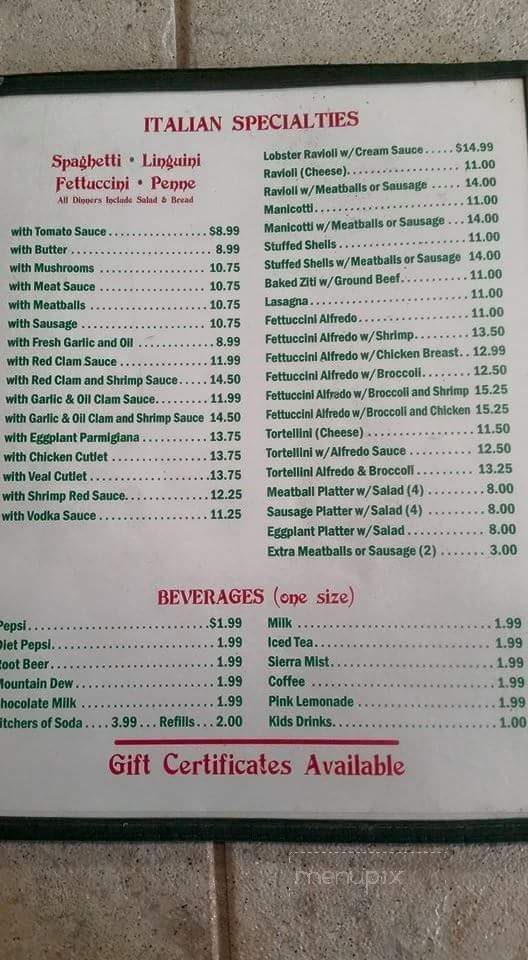 ITALIAN SPECIALTIES
Spaghetti • Linguini
Fettuccini • Penne
All Dinners Include Salad & Bread
with Tomato Sauce . . . . . . . . . . . . . . . $8.99
with Butter . . . . . . . . . . . . . . . . . . . . . . 8.99
with Mushrooms . . . . . . . . . . . . . . . . 10.75
with Meat Sauce . . . . . . . . . . . . . . . . 10.75
with Meatballs . . . . . . . . . . . . . . . . . 10.75
with Sausage . . . . . . . . . . . . . . . . . . 10.75
with Fresh Garlic and Oil . . . . . . . . . . . 8.99
with Red Clam Sauce . . . . . . . . . . . . . 11.99
with Red Clam and Shrimp Sauce . . . . . 14.50
with Garlic & Oil Clam Sauce. . . . . . . . . 11.99
with Garlic & Oil Clam and Shrimp Sauce 14.50
with Eggplant Parmigiana . . . . . . . . . . 13.75
with Chicken Cutlet . . . . . . . . . . . . . . . 13.75
with Veal Cutlet . . . . . . . . . . . . . . . . . .13.75
with Shrimp Red Sauce. . . . . . . . . . . . . 12.25
with Vodka Sauce . . . . . . . . . . . . . . . . . 11.25
Lobster Ravioli w/Cream Sauce . . . . . $14.99
Ravioli (Cheese). . . . . . . . . . . . . . . . . . 11.00
Ravioli w/Meatballs or Sausage . . . . . 14.00
Manicotti. . . . . . . . . . . . . . . . . . . . . . . 11.00
Manicotti w/Meatballs or Sausage . . . 14.00
Stuffed Shells . . . . . . . . . . . . . . . . . . . 11.00
Stuffed Shells w/Meatballs or Sausage 14.00
Baked Ziti w/Ground Beef. . . . . . . . . . . 11.00
Lasagna. . . . . . . . . . . . . . . . . . . . . . . . 11.00
Fettuccini Alfredo. . . . . . . . . . . . . . . . . 11.00
Fettuccini Alfredo w/Shrimp. . . . . . . . . 13.50
Fettuccini Alfredo w/Chicken Breast. . 12.99
Fettuccini Alfredo w/Broccoli. . . . . . . . 12.50
Fettuccini Alfredo w/Broccoli and Shrimp 15.25
Fettuccini Alfredo w/Broccoli and Chicken 15.25
Tortellini (Cheese) . . . . . . . . . . . . . . . . 11.50
Tortellini w/Alfredo Sauce . . . . . . . . . . 12.50
Tortellini Alfredo & Broccoli . . . . . . . . . 13.25
Meatball Platter w/Salad (4) . . . . . . . . . 8.00
Sausage Platter w/Salad (4) . . . . . . . . . 8.00
Eggplant Platter w/Salad . . . . . . . . . . . . 8.00
Extra Meatballs or Sausage (2) . . . . . . . 3.00
BEVERAGES (one size)
Pepsi . . . . . . . . . . . . . . . . . . . . . . . . . .$1.99
Diet Pepsi. . . . . . . . . . . . . . . . . . . . . . . . 1.99
Root Beer. . . . . . . . . . . . . . . . . . . . . . . . 1.99
Mountain Dew . . . . . . . . . . . . . . . . . . . . 1.99
Chocolate Milk . . . . . . . . . . . . . . . . . . . . 1.99
itchers of Soda . . . . 3.99 . . . Refills . . . 2.00
Milk . . . . . . . . . . . . . . . . . . . . . . . . . . . . 1.99
Iced Tea. . . . . . . . . . . . . . . . . . . . . . . . . 1.99
Sierra Mist. . . . . . . . . . . . . . . . . . . . . . . 1.99
Coffee . . . . . . . . . . . . . . . . . . . . . . . . . . 1.99
Pink Lemonade . . . . . . . . . . . . . . . . . . . 1.99
Kids Drinks. . . . . . . . . . . . . . . . . . . . . . . 1.00
Gift Certificates Available
menupix